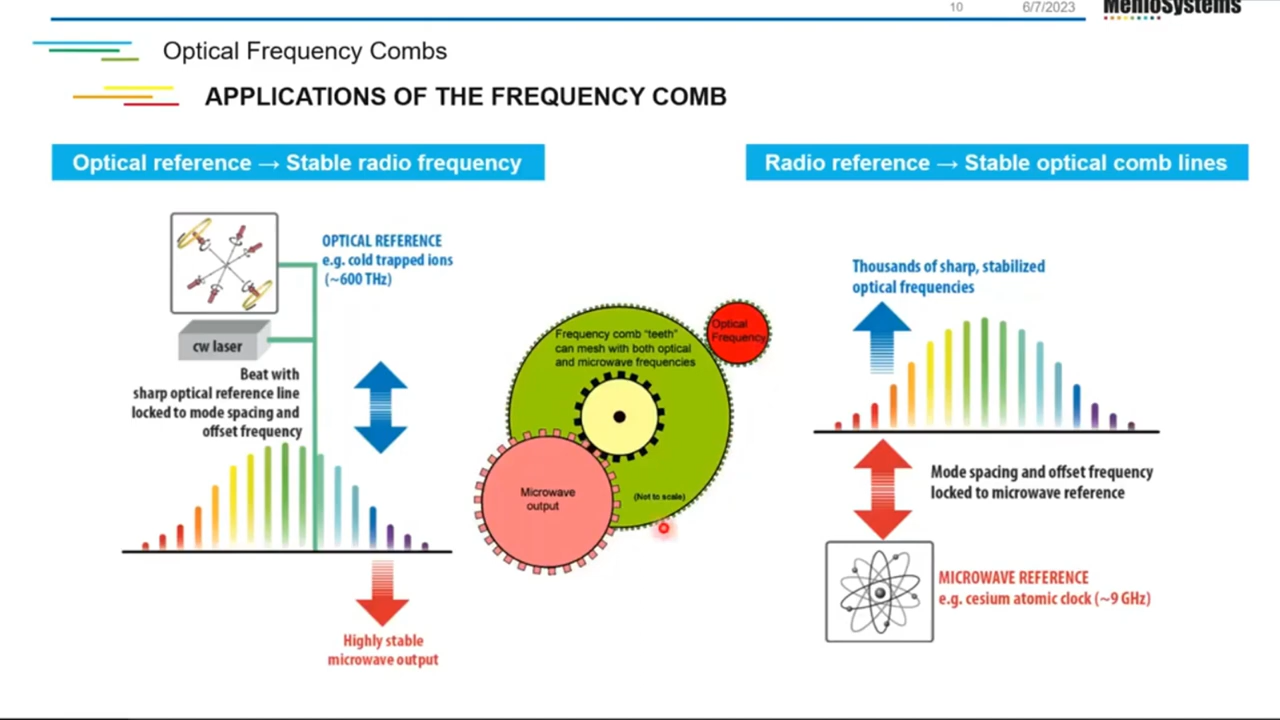 10
6/7/2023
MenloSystems
Optical Frequency Combs
APPLICATIONS OF THE FREQUENCY COMB
Optical reference → Stable radio frequency
OPTICAL REFERENCE
e.g. cold trapped ions
(~600 THz)
cw laser
Beat with
sharp optical reference line
locked to mode spacing and
offset frequency
Highly stable
microwave output
Frequency comb "teeth"
can mesh with both optical
and microwave frequencies
Optical
Frequency
Microwave
output
(Not to scale)
Radio reference → Stable optical comb lines
Thousands of sharp, stabilized
optical frequencies
Mode spacing and offset frequency
locked to microwave reference
MICROWAVE REFERENCE
e.g. cesium atomic clock (~9 GHz)